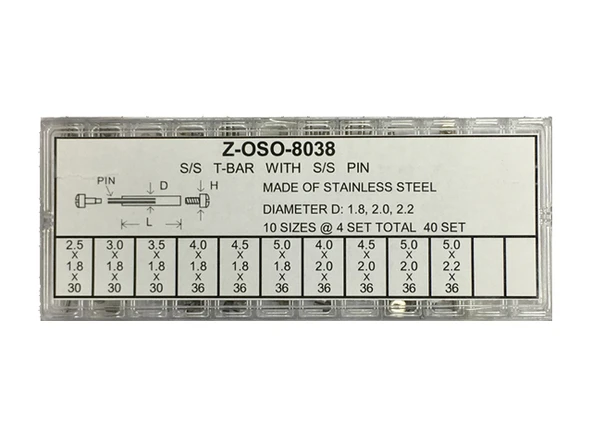 Z-OSO-8038
S/S T-BAR WITH S/S PIN
PIN D H
L
MADE OF STAINLESS STEEL
DIAMETER D: 1.8, 2.0, 2.2
10 SIZES @ 4 SET TOTAL 40 SET
2.5 3.0 3.5 4.0 4.5 5.0 4.0 4.5 5.0 5.0
X X X X X X X X X X
1.8 1.8 1.8 1.8 1.8 1.8 2.0 2.0 2.0 2.2
X X X X X X X X X X
30 30 30 36 36 36 36 36 36 36